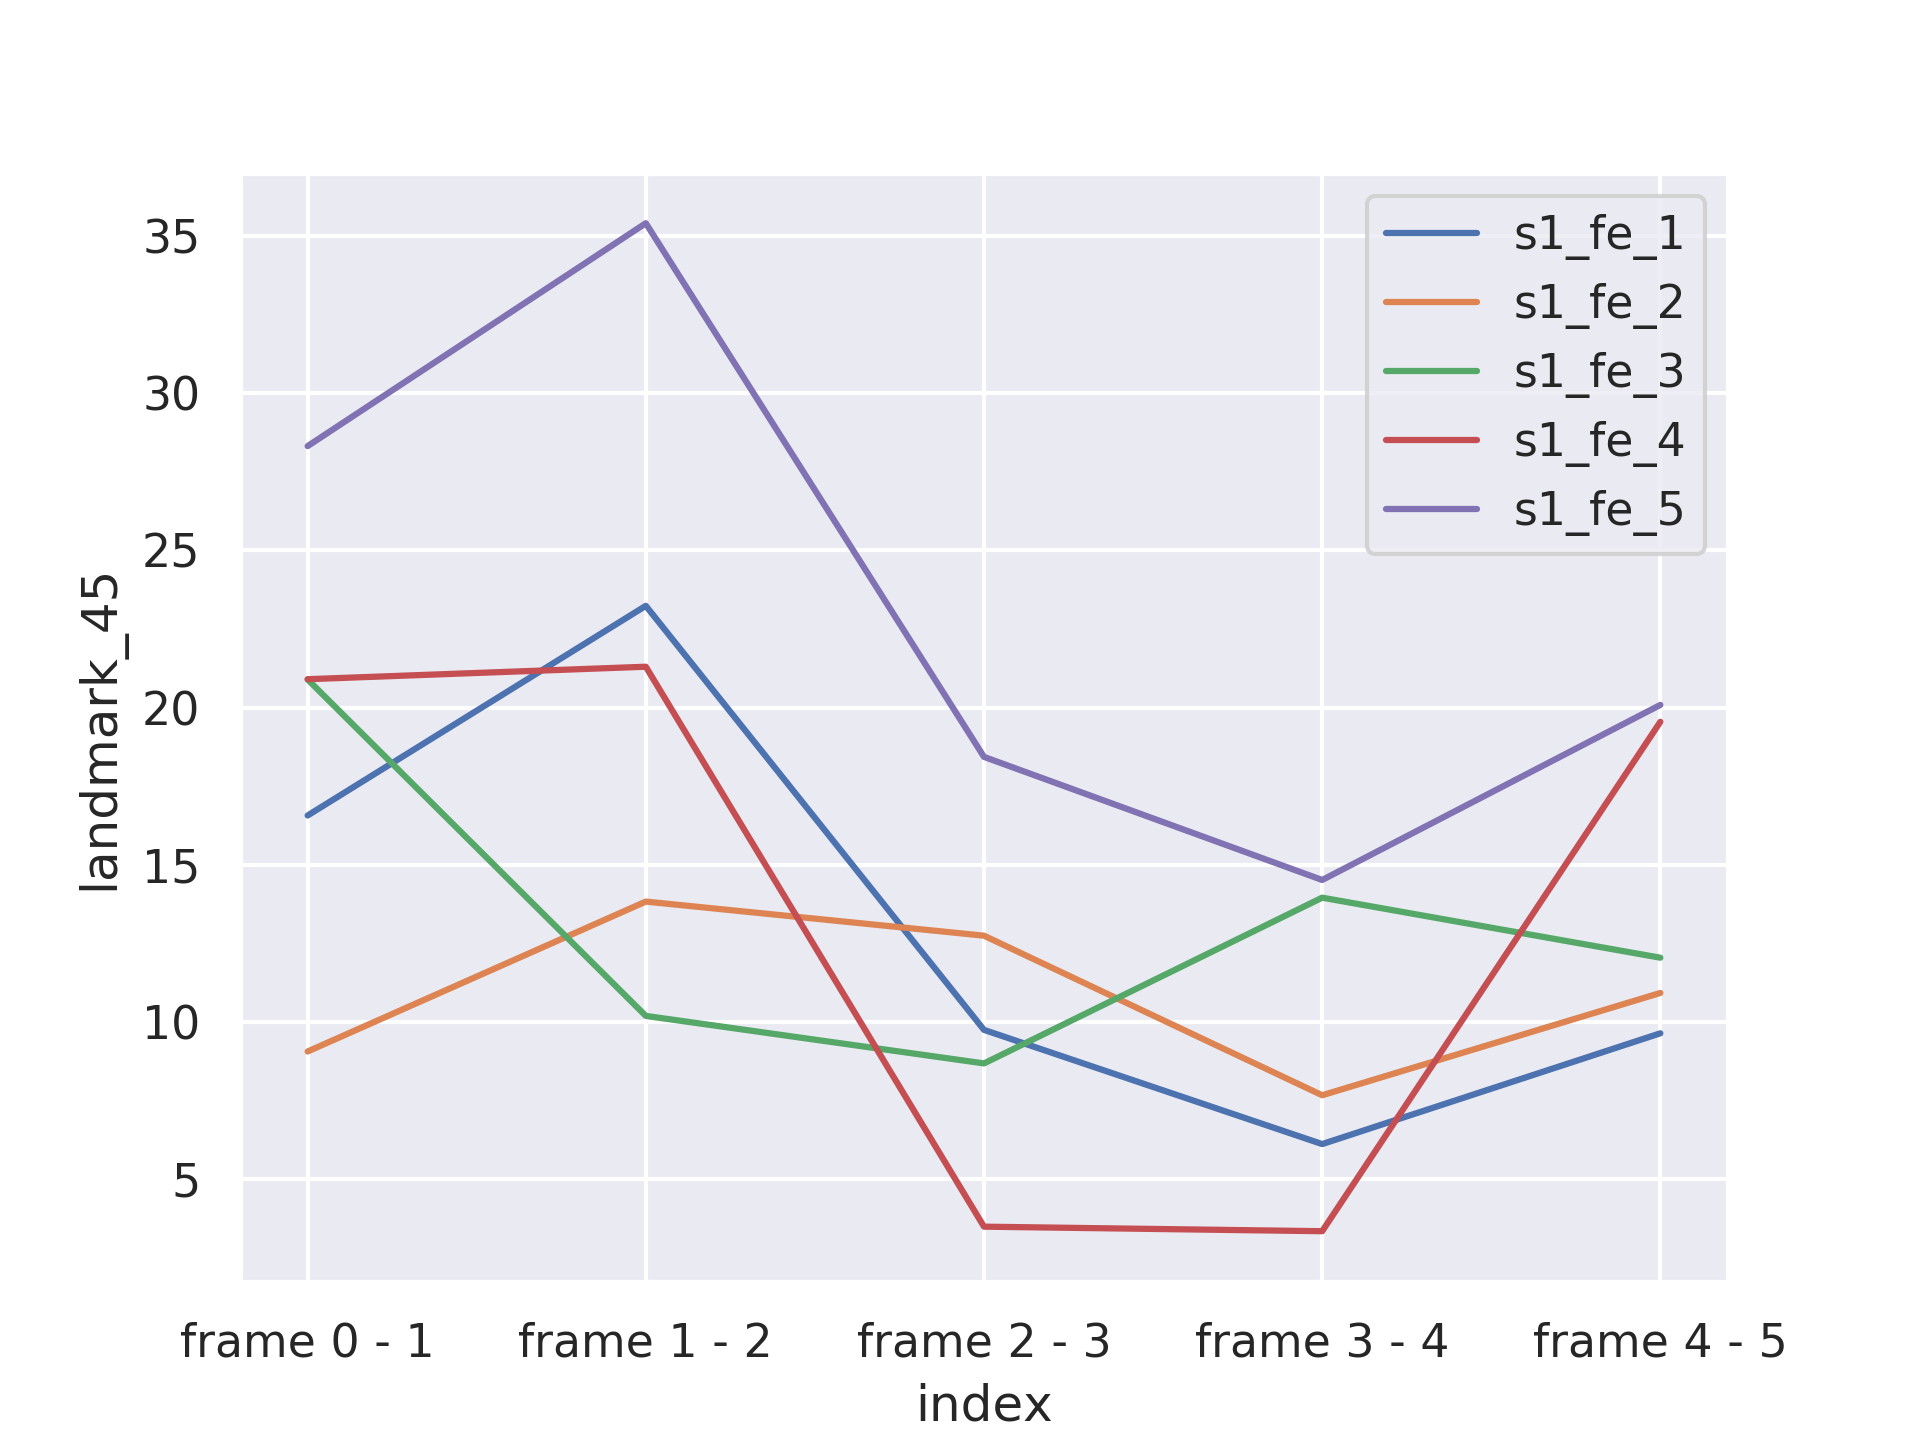 s1_fe_1
s1_fe_2
s1_fe_3
s1_fe_4
s1_fe_5
35
30
25
20
15
10
5
landmark_45
frame 0 - 1
frame 1 - 2
frame 2 - 3
frame 3 - 4
frame 4 - 5
index